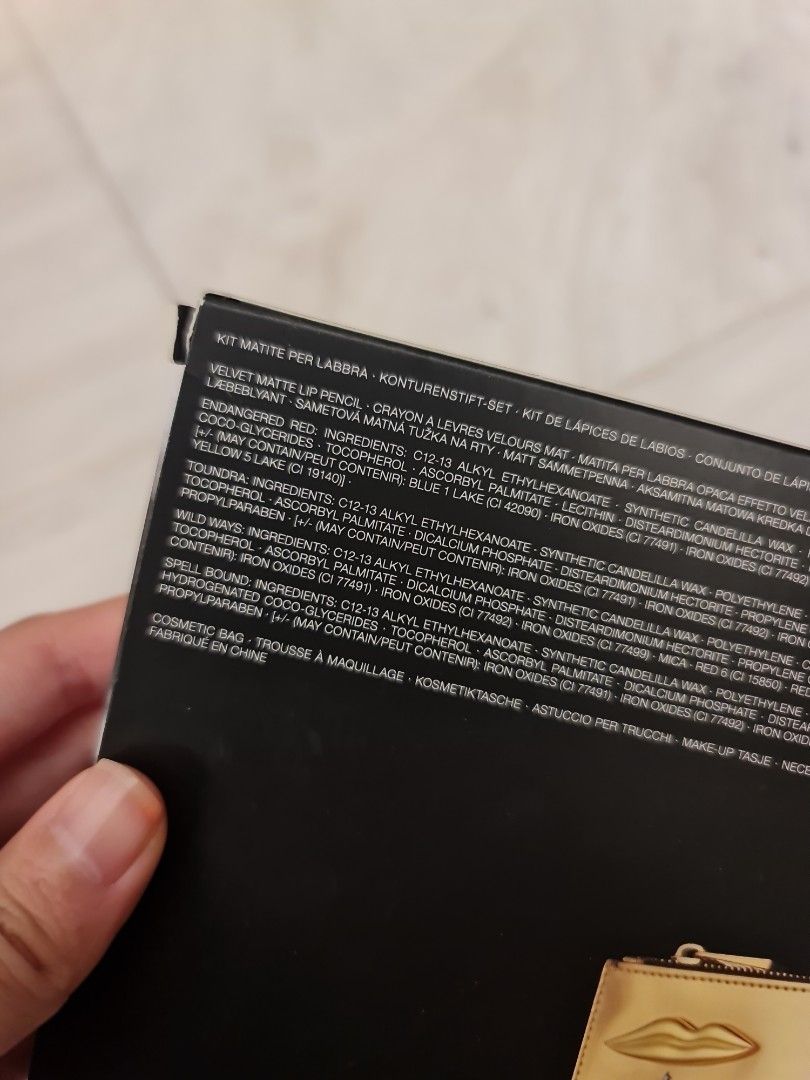 KIT MATITE PER LABBRA · KONTURENSTIFT-SET · KIT DE LÁPICES DE LABIOS · CONJUNTO DE
VELVET MATTE LIP PENCIL · CRAYON A LEVRES VELOURS MAT · MATITA PER LABBRA OPACA EFFETTO
LÆBEBLYANT · SAMETOVÁ MATNÁ TUŽKA NA RTY · MATT SAMMETPENNA · AKSAMITNA MATOWA KREDKA
ENDANGERED RED: INGREDIENTS: C12-13 ALKYL ETHYLHEXANOATE · SYNTHETIC CANDELILLA WAX ·
COCO-GLYCERIDES · TOCOPHEROL · ASCORBYL PALMITATE · LECITHIN · DISTEARDIMONIUM HECTORITE ·
[+/- (MAY CONTAIN/PEUT CONTENIR): BLUE 1 LAKE (CI 42090) · IRON OXIDES (CI 77491) · IRON OXIDES (CI 77492
YELLOW 5 LAKE (CI 19140)] ·
TOUNDRA: INGREDIENTS: C12-13 ALKYL ETHYLHEXANOATE · SYNTHETIC CANDELILLA WAX · POLYETHYLENE
TOCOPHEROL · ASCORBYL PALMITATE · DICALCIUM PHOSPHATE · DISTEARDIMONIUM HECTORITE · PROPYLENE
PROPYLPARABEN · [+/- (MAY CONTAIN/PEUT CONTENIR): IRON OXIDES (CI 77491) · IRON OXIDES (CI 77492) · IRON
WILD WAYS: INGREDIENTS: C12-13 ALKYL ETHYLHEXANOATE · SYNTHETIC CANDELILLA WAX · POLYETHYLENE ·
TOCOPHEROL · ASCORBYL PALMITATE · DICALCIUM PHOSPHATE · DISTEARDIMONIUM HECTORITE · PROPYLENE
CONTENIR): IRON OXIDES (CI 77491) · IRON OXIDES (CI 77492) · IRON OXIDES (CI 77499) · MICA · RED 6 (CI 15850) ·
SPELL BOUND: INGREDIENTS: C12-13 ALKYL ETHYLHEXANOATE · SYNTHETIC CANDELILLA WAX · POLYETHYLENE ·
HYDROGENATED COCO-GLYCERIDES · TOCOPHEROL · ASCORBYL PALMITATE · DICALCIUM PHOSPHATE ·
PROPYLPARABEN · [+/- (MAY CONTAIN/PEUT CONTENIR): IRON OXIDES (CI 77491) · IRON OXIDES (CI 77492) · IRON
COSMETIC BAG · TROUSSE À MAQUILLAGE · KOSMETIKTASCHE · ASTUCCIO PER TRUCCHI · MAKE-UP TASJE ·
FABRIQUÉ EN CHINE